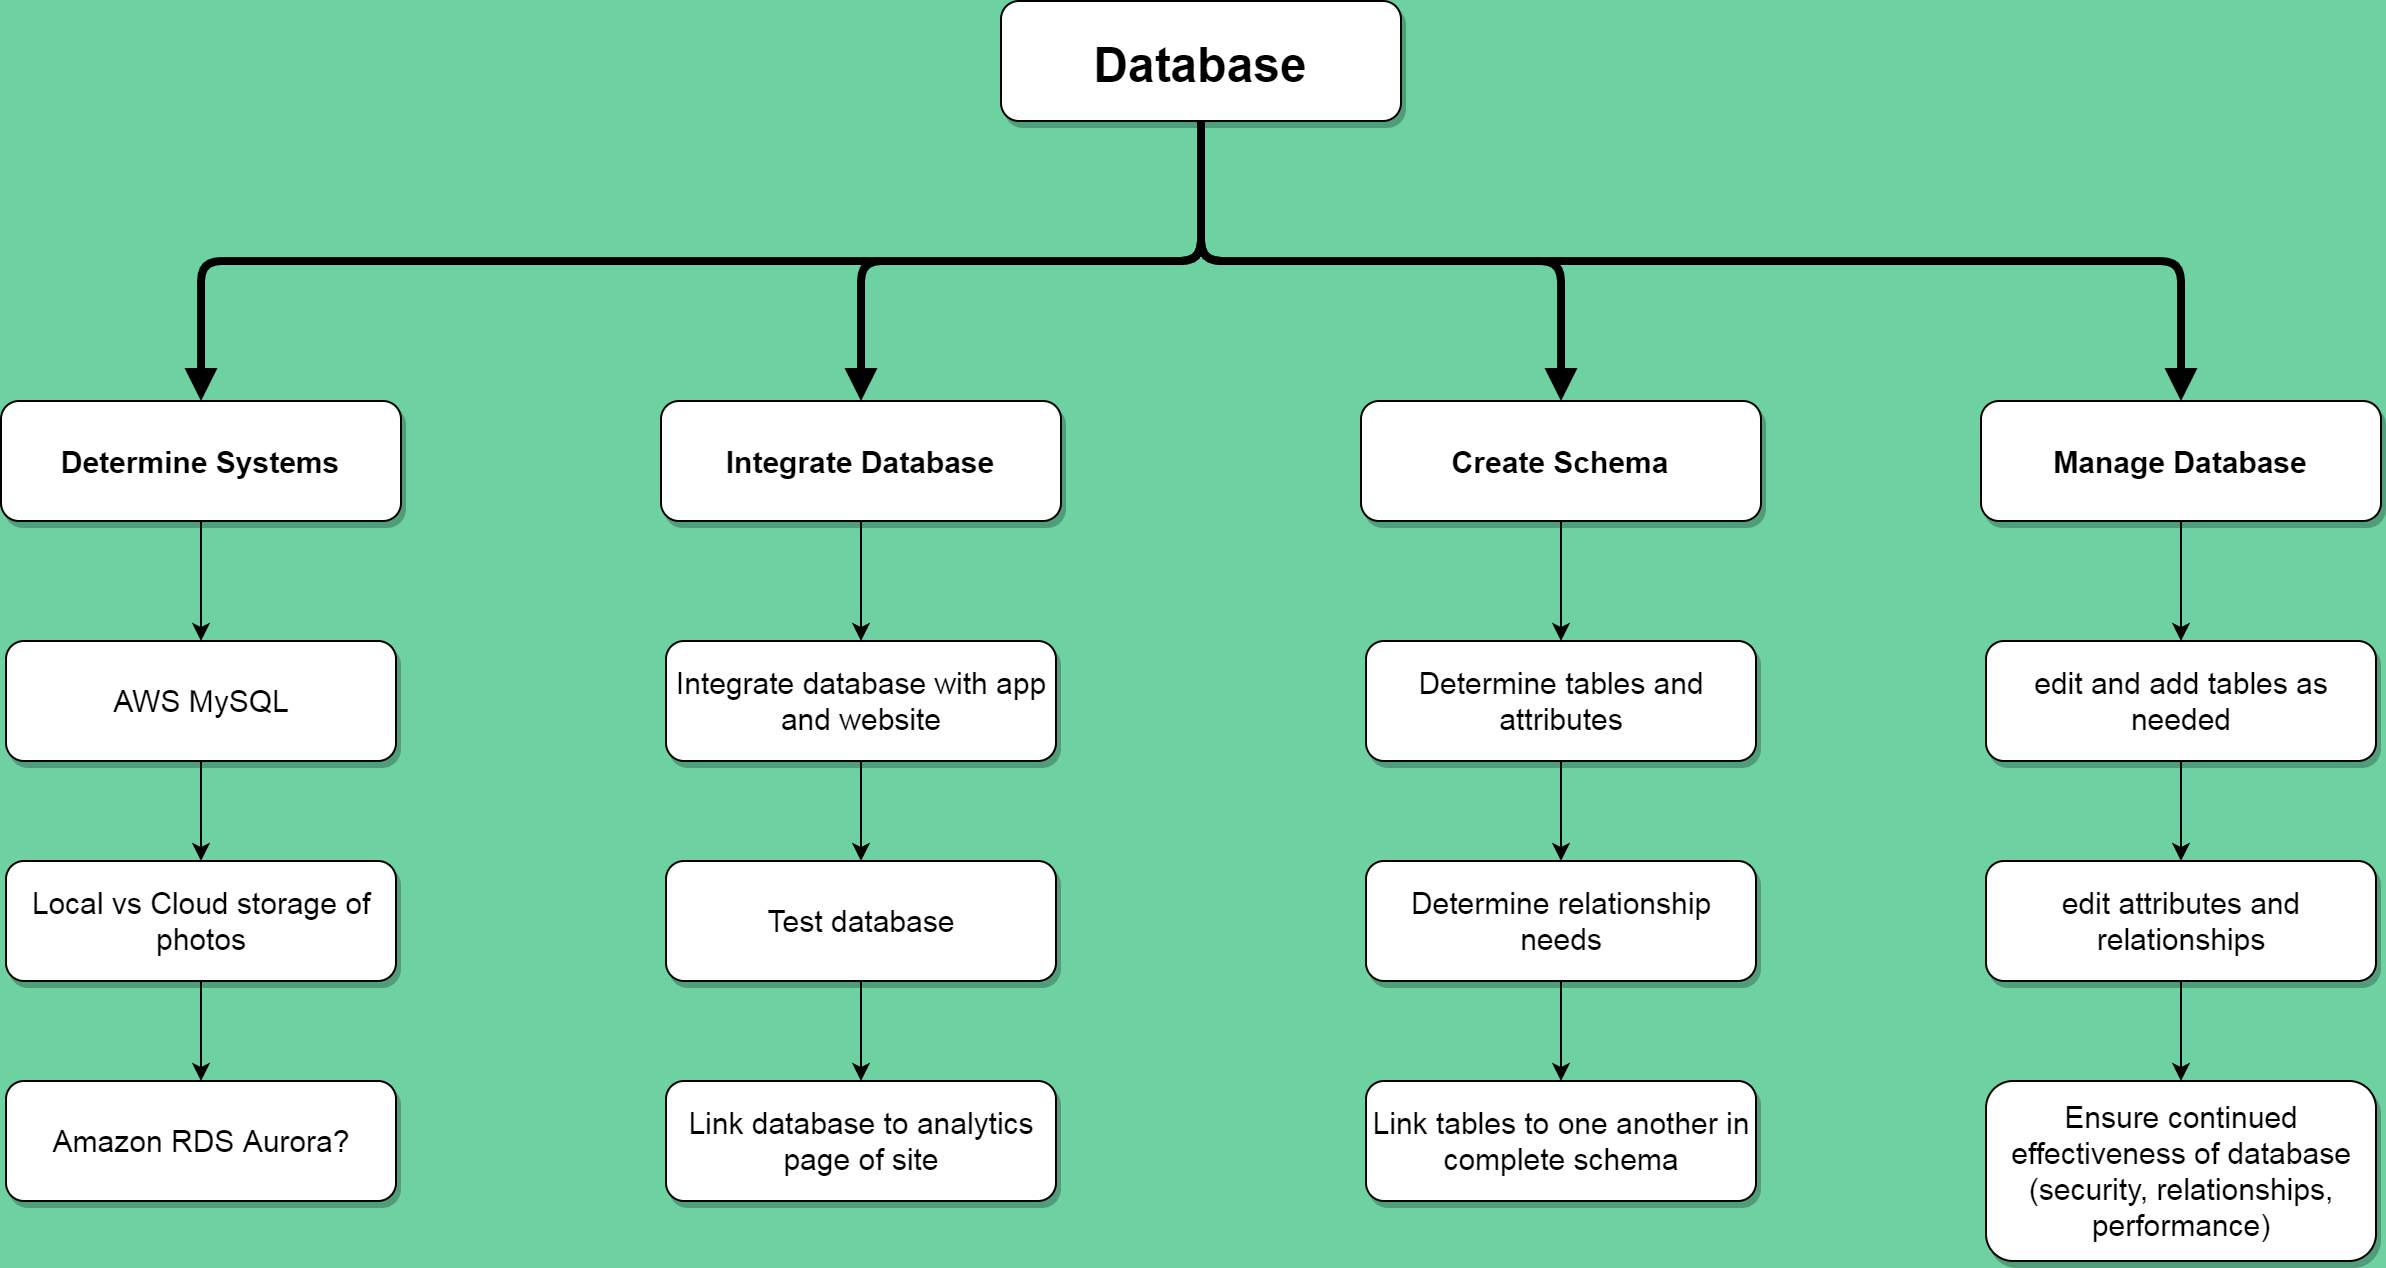 Database
Determine Systems
Integrate Database
Create Schema
Manage Database
AWS MySQL
Integrate database with app
and website
Determine tables and
attributes
edit and add tables as
needed
Local vs Cloud storage of
photos
Test database
Determine relationship
needs
edit attributes and
relationships
Amazon RDS Aurora?
Link database to analytics
page of site
Link tables to one another in
complete schema
Ensure continued
effectiveness of database
(security, relationships,
performance)